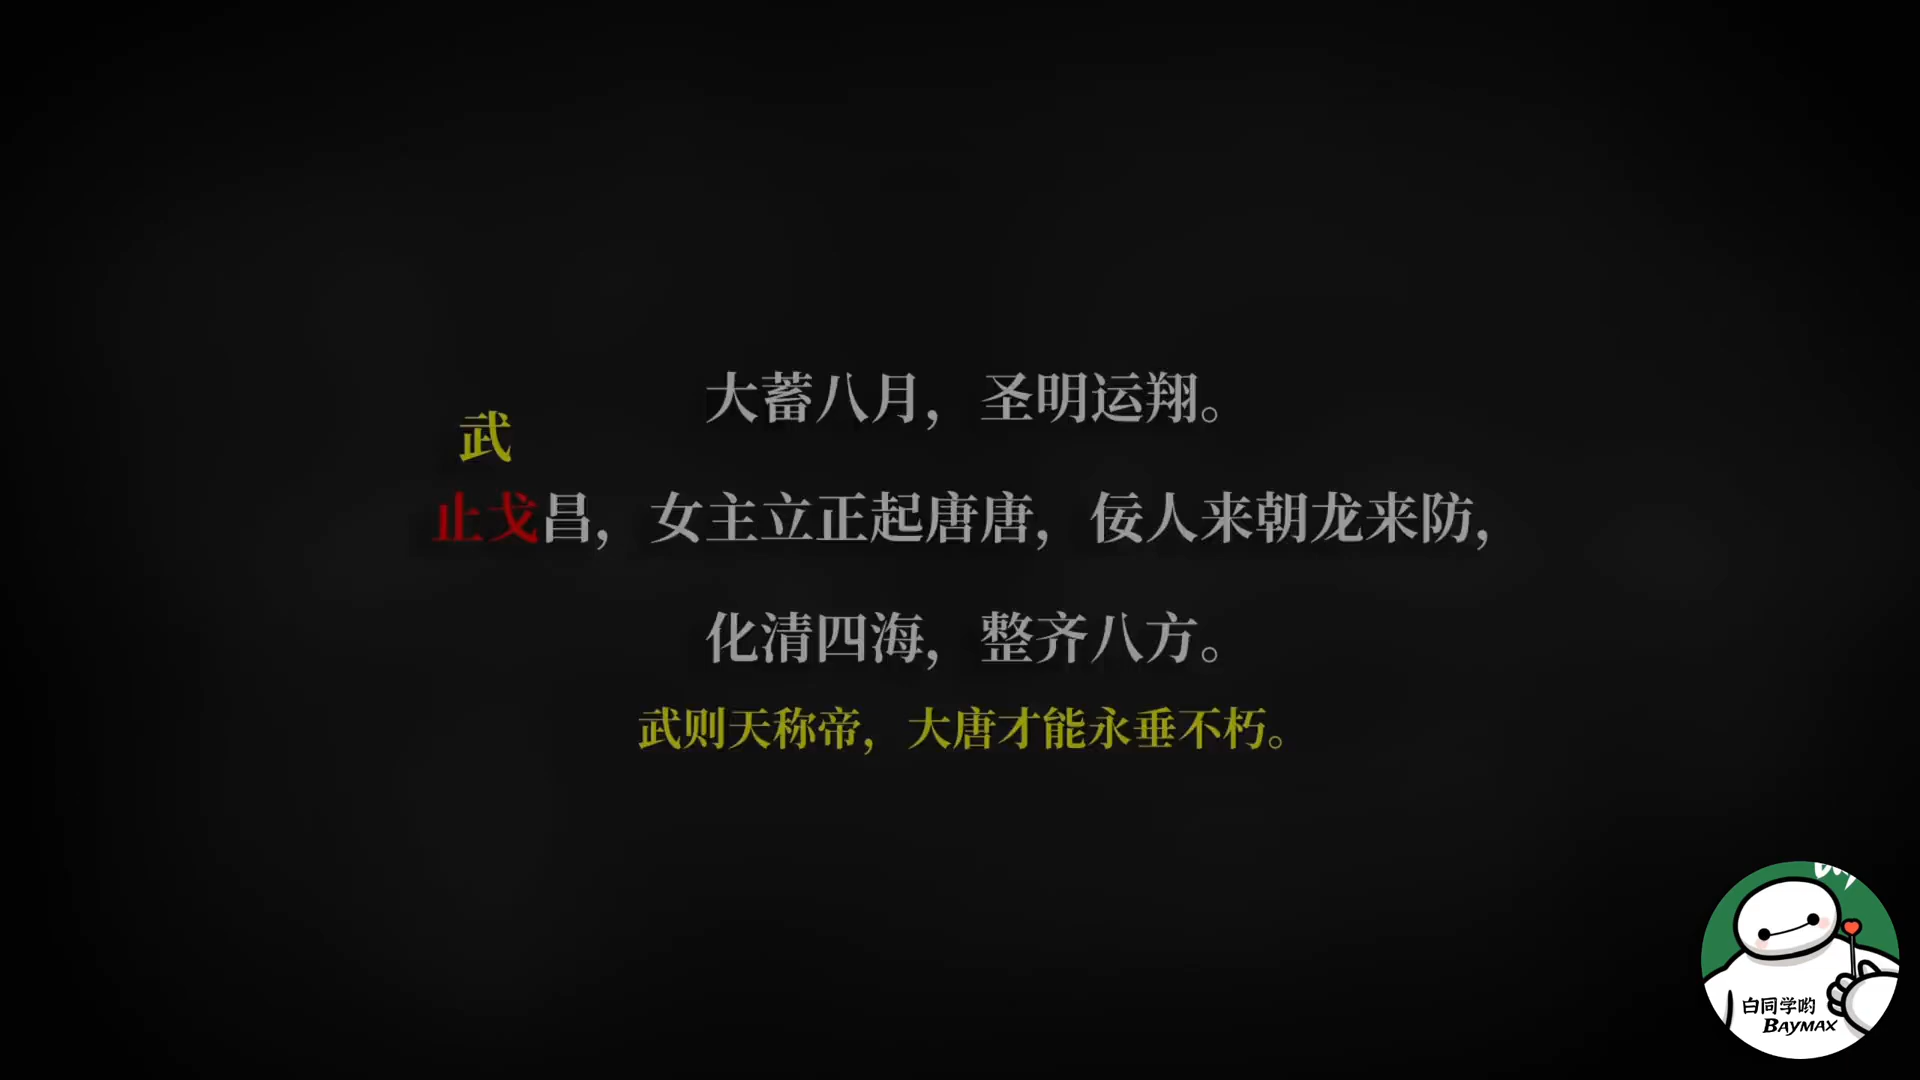 大蓄八月，圣明运翔。
武
止戈昌，女主立正起唐唐，佞人来朝龙来防，
化清四海，整齐八方。
武则天称帝，大唐才能永垂不朽。
白同学哟
BAYMAX